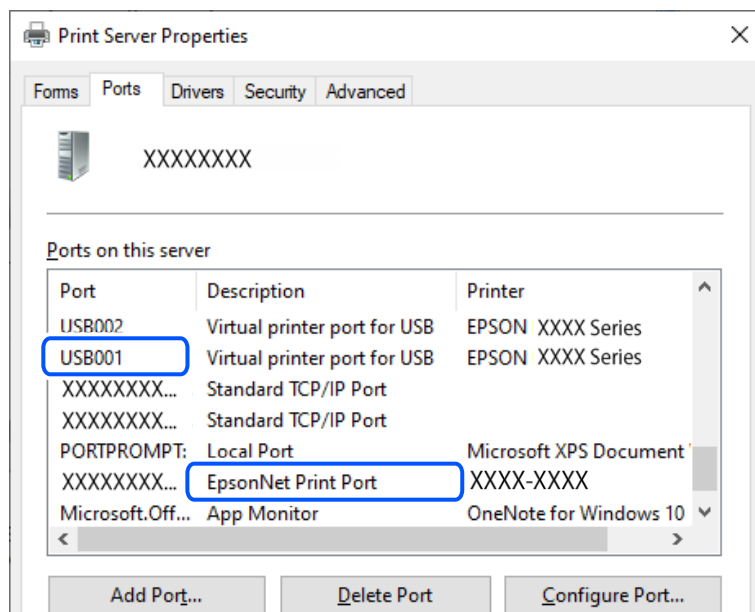 Print Server Properties
Forms Ports Drivers Security Advanced
XXXXXXXX
Ports on this server
Port Description Printer
USB002 Virtual printer port for USB EPSON XXXX Series
USB001 Virtual printer port for USB EPSON XXXX Series
XXXXXXXX... Standard TCP/IP Port
XXXXXXXX... Standard TCP/IP Port
PORTPROMPT: Local Port Microsoft XPS Document
XXXXXXXX... EpsonNet Print Port XXXX-XXXX
Microsoft.Off... App Monitor OneNote for Windows 10
Add Port... Delete Port Configure Port...